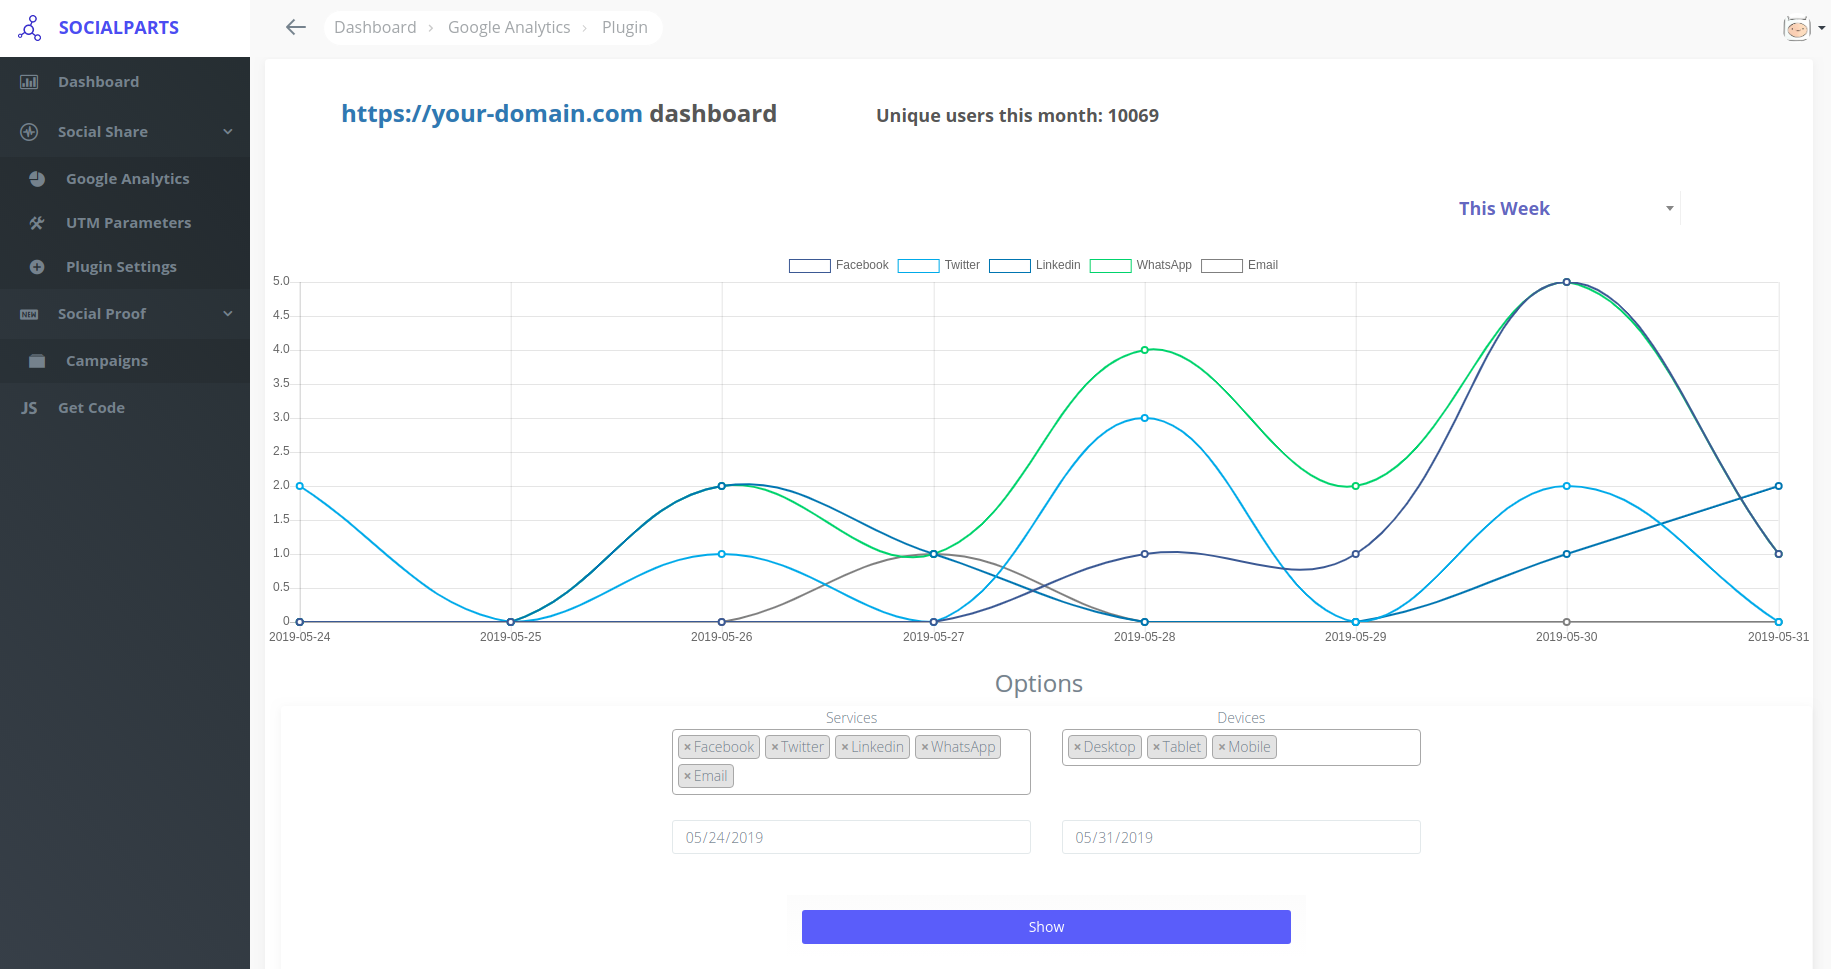 SOCIALPARTS
Dashboard › Google Analytics › Plugin
Dashboard
Social Share
Google Analytics
UTM Parameters
Plugin Settings
NEW Social Proof
Campaigns
JS Get Code
https://your-domain.com dashboard
Unique users this month: 10069
This Week
Facebook Twitter Linkedin WhatsApp Email
5.0
4.5
4.0
3.5
3.0
2.5
2.0
1.5
1.0
0.5
0
2019-05-24 2019-05-25 2019-05-26 2019-05-27 2019-05-28 2019-05-29 2019-05-30 2019-05-31
Options
Services
×Facebook ×Twitter ×Linkedin ×WhatsApp
×Email
Devices
×Desktop ×Tablet ×Mobile
05/24/2019
05/31/2019
Show